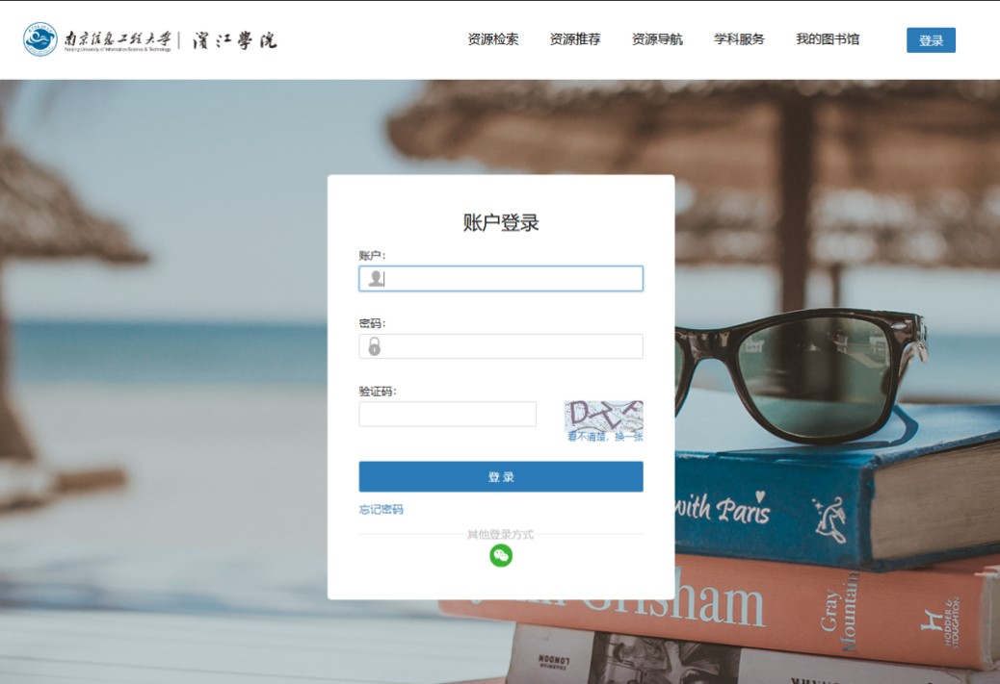 南京信息工程大学 | 濱江學院
Nanjing University of Information Science & Technology
资源检索 资源推荐 资源导航 学科服务 我的图书馆 登录
账户登录
账户：
密码：
验证码：
看不清楚，换一张
登 录
忘记密码
其他登录方式
with Paris
Grisham
Gray
Mountain
HODDER &
STOUGHTON
LONDON